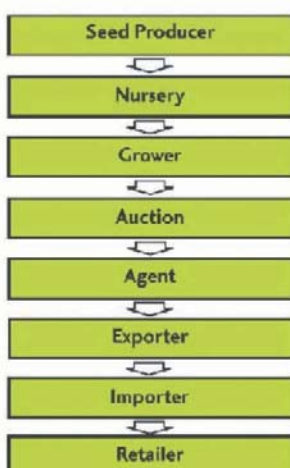 Seed Producer
Nursery
Grower
Auction
Agent
Exporter
Importer
Retailer